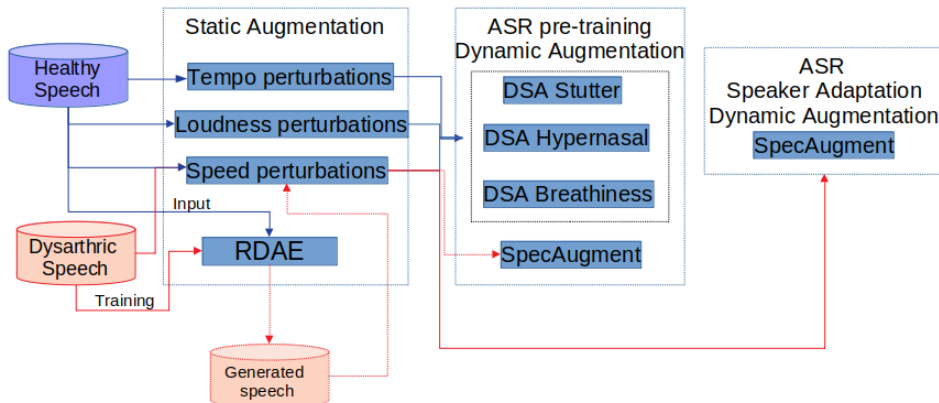 Static Augmentation
Healthy
Speech
Tempo perturbations
Loudness perturbations
Speed perturbations
Input
RDAE
Dysarthric
Speech
Training
Generated
speech
ASR pre-training
Dynamic Augmentation
DSA Stutter
DSA Hypernasal
DSA Breathiness
SpecAugment
ASR
Speaker Adaptation
Dynamic Augmentation
SpecAugment